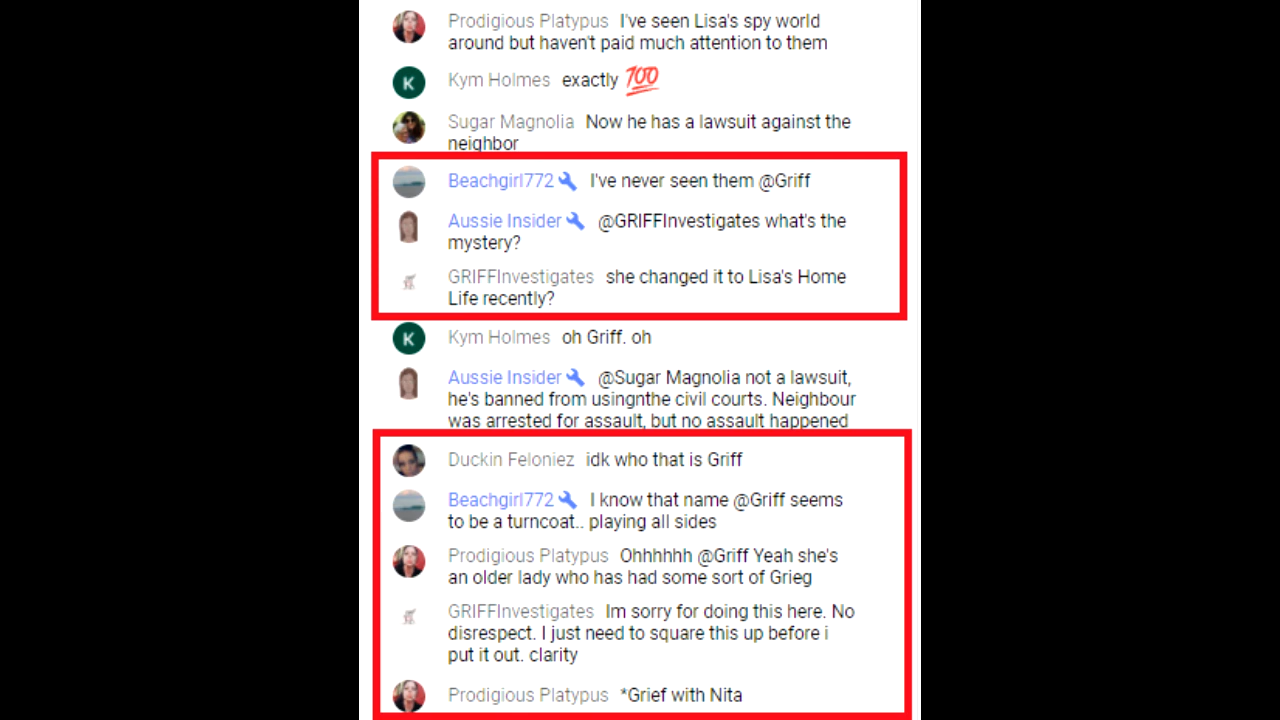 Prodigious Platypus I've seen Lisa's spy world
around but haven't paid much attention to them
K Kym Holmes exactly 💯
Sugar Magnolia Now he has a lawsuit against the
neighbor
Beachgirl772 I've never seen them @Griff
Aussie Insider @GRIFFInvestigates what's the
mystery?
GRIFFInvestigates she changed it to Lisa's Home
Life recently?
K Kym Holmes oh Griff. oh
Aussie Insider @Sugar Magnolia not a lawsuit,
he's banned from usingnthe civil courts. Neighbour
was arrested for assault, but no assault happened
Duckin Feloniez idk who that is Griff
Beachgirl772 I know that name @Griff seems
to be a turncoat.. playing all sides
Prodigious Platypus Ohhhhhh @Griff Yeah she's
an older lady who has had some sort of Grieg
GRIFFInvestigates Im sorry for doing this here. No
disrespect. I just need to square this up before i
put it out. clarity
Prodigious Platypus *Grief with Nita